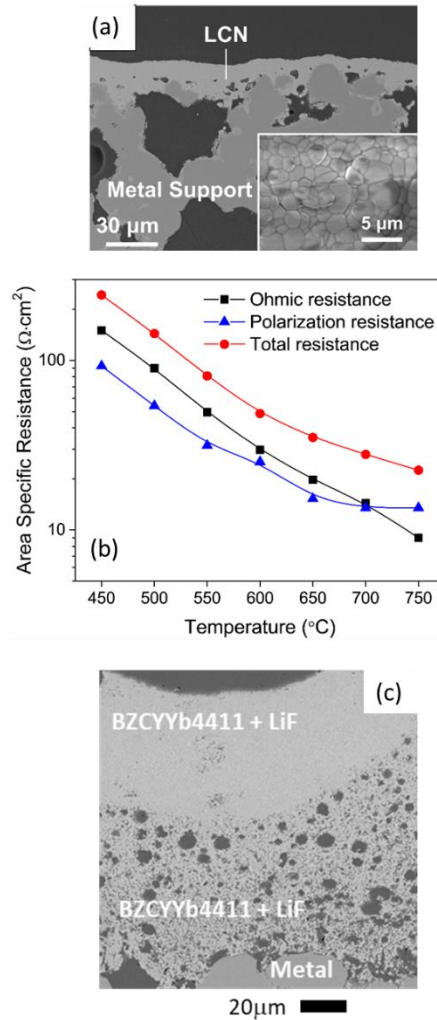 (a)
LCN
Metal Support
30 µm
5 µm
Ohmic resistance
Polarization resistance
Total resistance
100
10
Area Specific Resistance (Ω·cm²)
(b)
450 500 550 600 650 700 750
Temperature (°C)
(c)
BZCYYb4411 + LiF
BZCYYb4411 + LiF
Metal
20µm